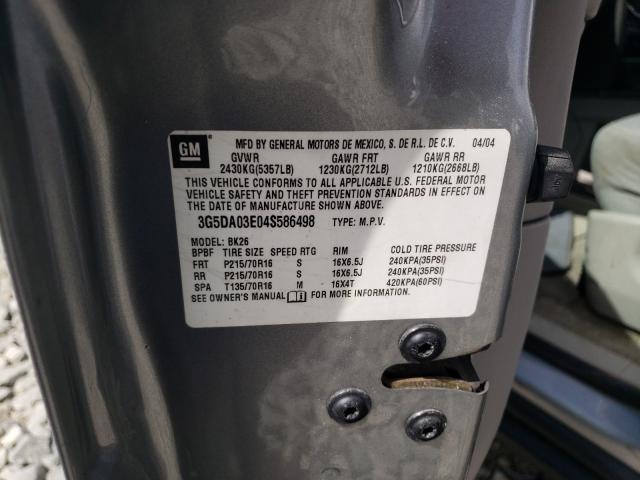 GM
MFD BY GENERAL MOTORS DE MEXICO, S. DE R.L. DE C.V. 04/04
GVWR GAWR FRT GAWR RR
2430KG(5357LB) 1230KG(2712LB) 1210KG(2668LB)
THIS VEHICLE CONFORMS TO ALL APPLICABLE U.S. FEDERAL MOTOR
VEHICLE SAFETY AND THEFT PREVENTION STANDARDS IN EFFECT ON
THE DATE OF MANUFACTURE SHOWN ABOVE.
3G5DA03E04S586498 TYPE: M.P.V.
MODEL: BK26
BPBF TIRE SIZE SPEED RTG RIM COLD TIRE PRESSURE
FRT P215/70R16 S 16X6.5J 240KPA(35PSI)
RR P215/70R16 S 16X6.5J 240KPA(35PSI)
SPA T135/70R16 M 16X4T 420KPA(60PSI)
SEE OWNER'S MANUAL FOR MORE INFORMATION.